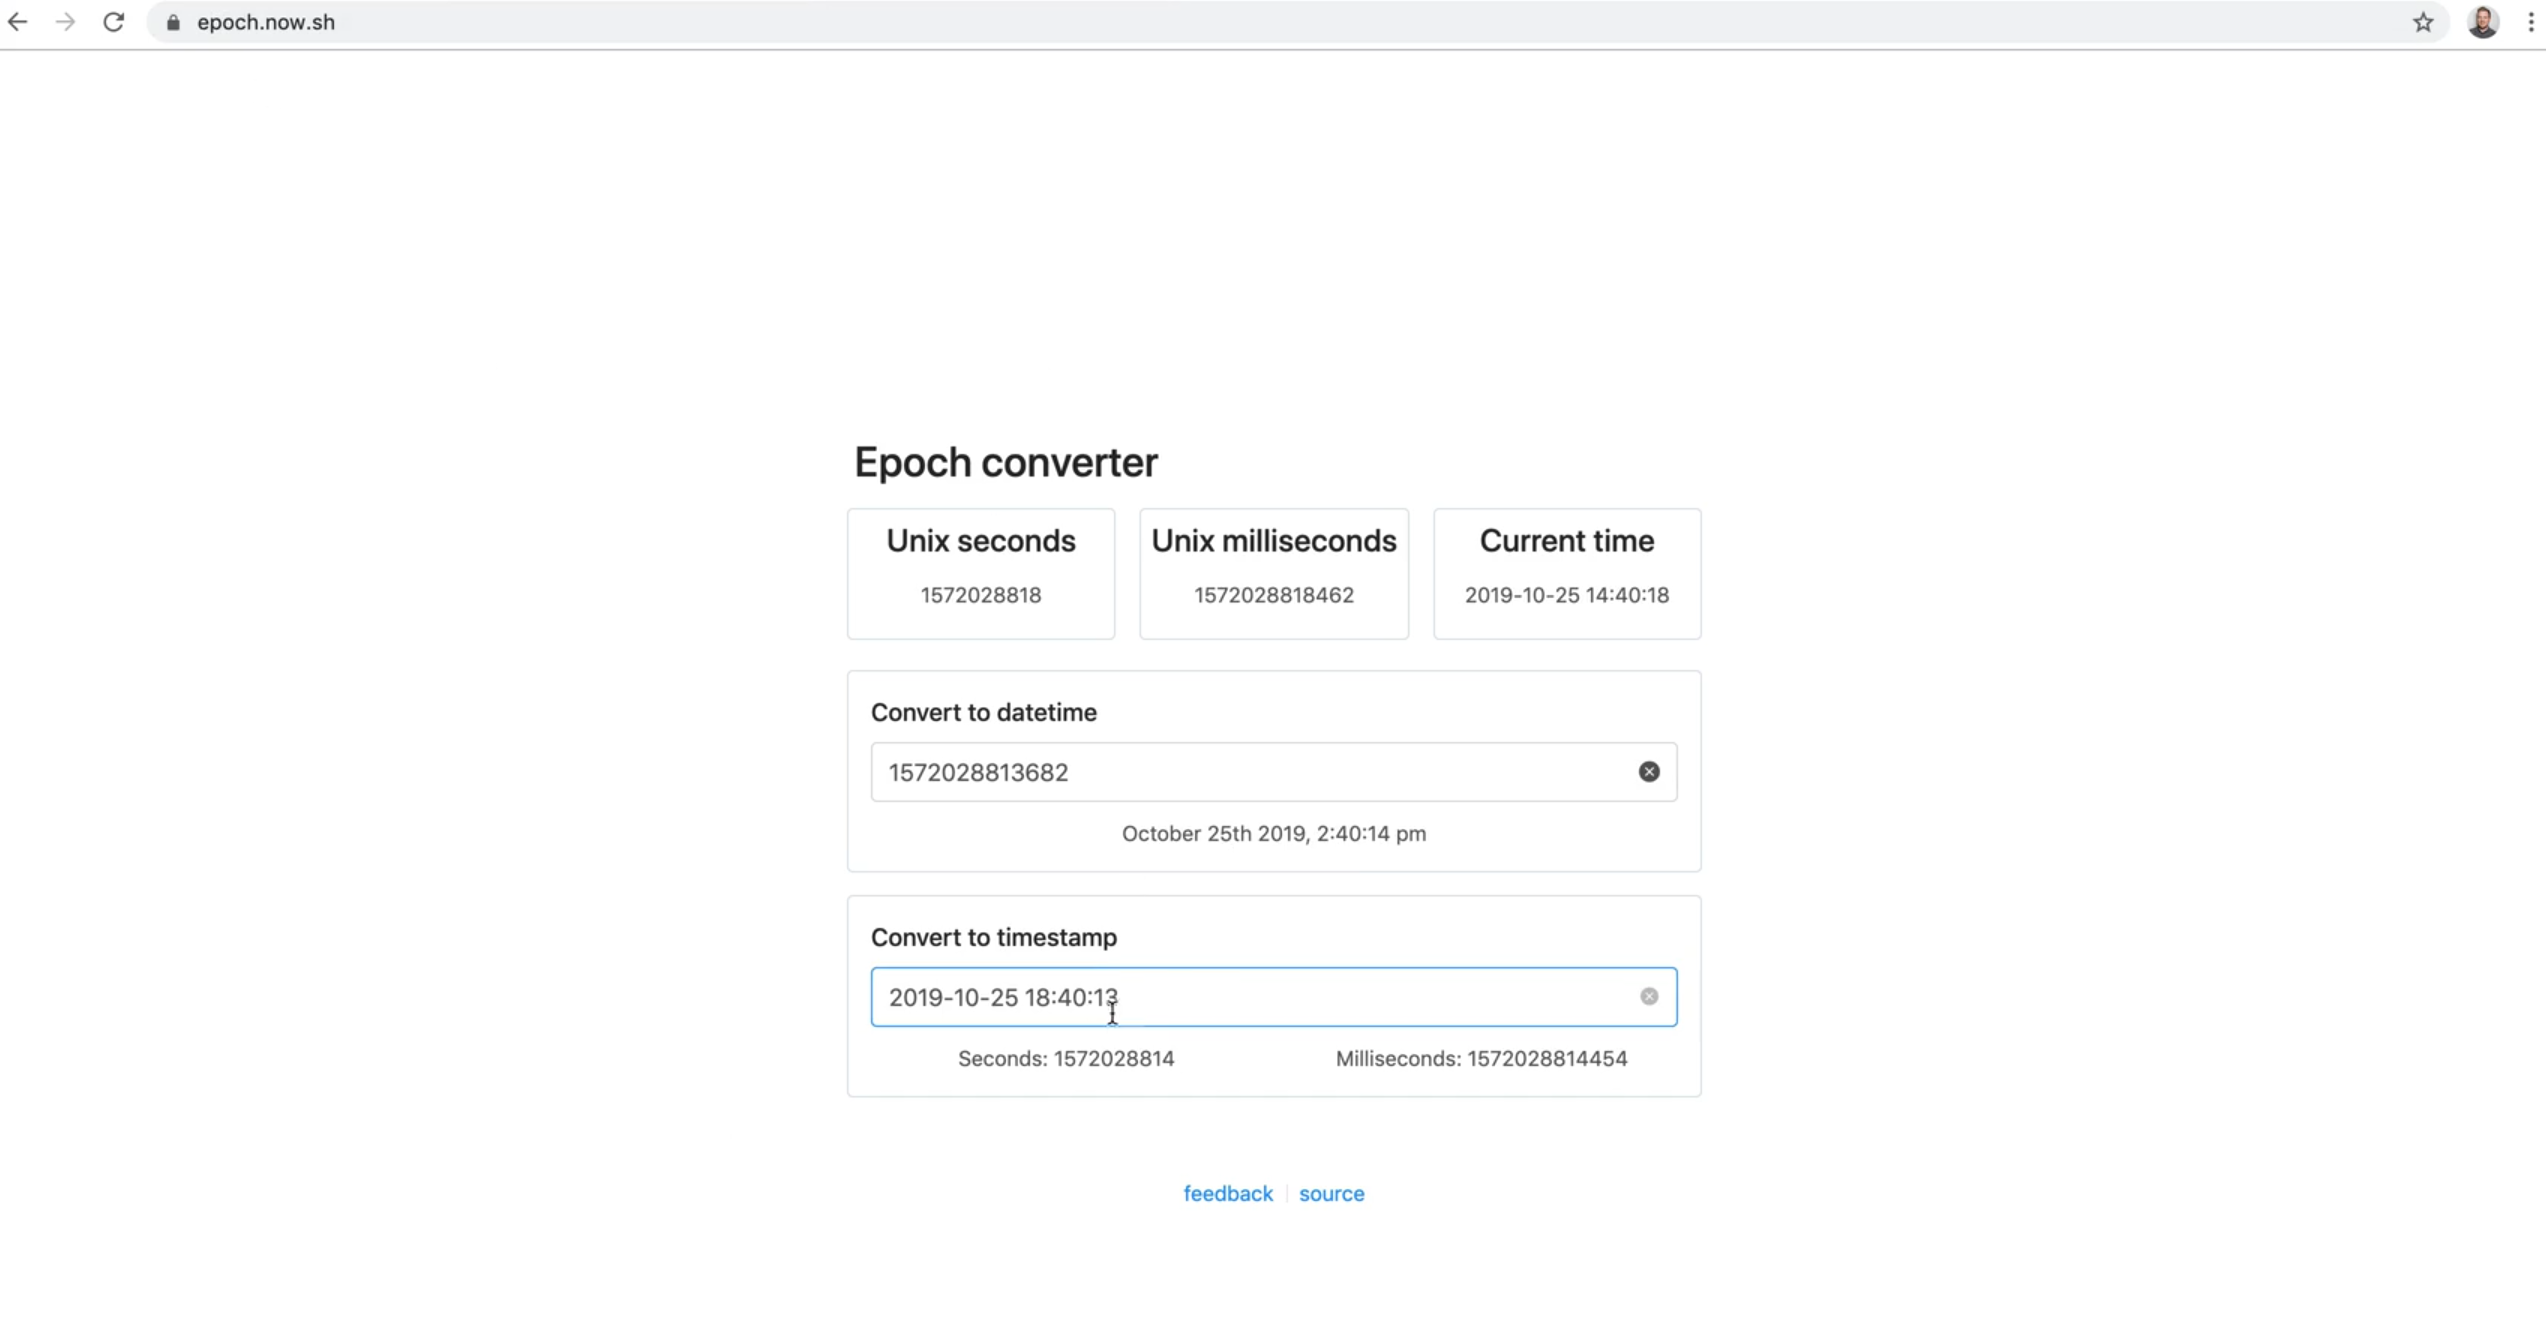 epoch.now.sh
Epoch converter
Unix seconds
1572028818
Unix milliseconds
1572028818462
Current time
2019-10-25 14:40:18
Convert to datetime
1572028813682
October 25th 2019, 2:40:14 pm
Convert to timestamp
2019-10-25 18:40:13
Seconds: 1572028814
Milliseconds: 1572028814454
feedback
source